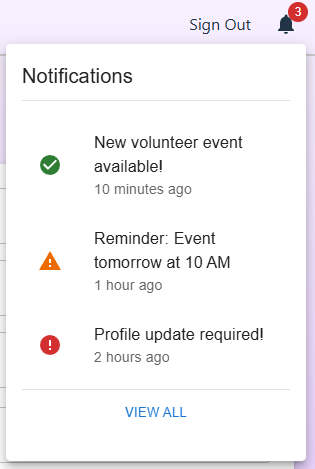 Sign Out
3
Notifications
New volunteer event
available!
10 minutes ago
Reminder: Event
tomorrow at 10 AM
1 hour ago
Profile update required!
2 hours ago
VIEW ALL